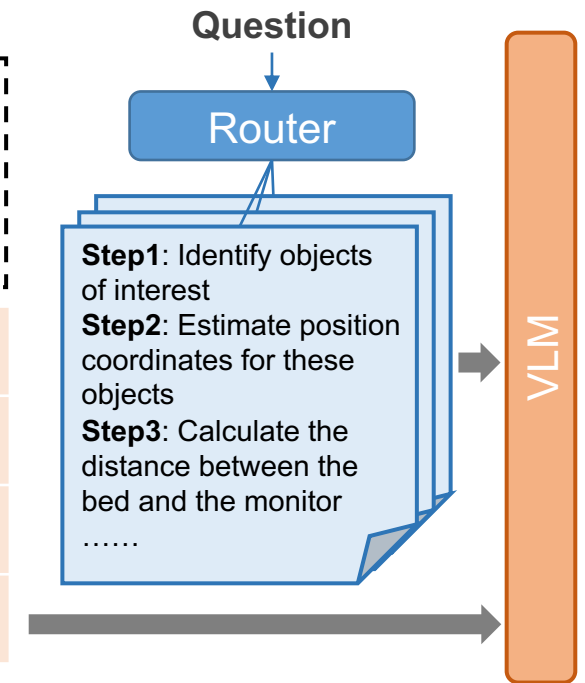 Question
Router
Step1: Identify objects
of interest
Step2: Estimate position
coordinates for these
objects
Step3: Calculate the
distance between the
bed and the monitor
……
VLM